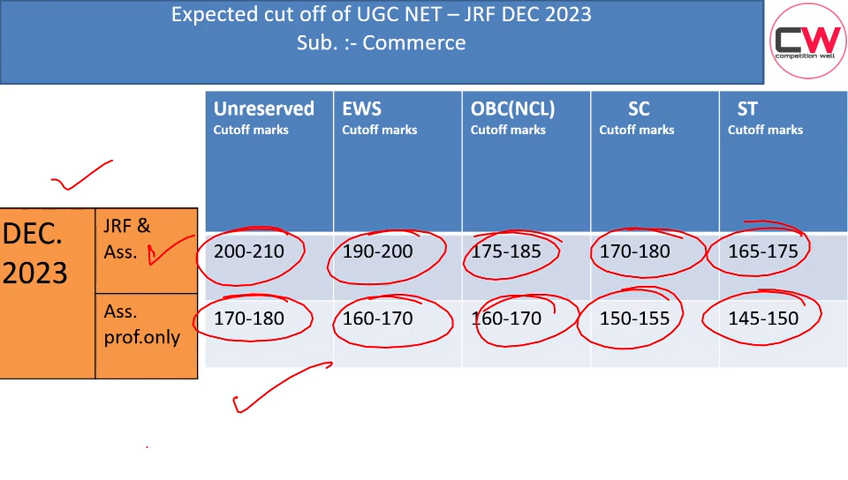 Expected cut off of UGC NET – JRF DEC 2023
Sub. :- Commerce
CW
competition well
Unreserved EWS OBC(NCL) SC ST
Cutoff marks Cutoff marks Cutoff marks Cutoff marks Cutoff marks
DEC.
2023
JRF &
Ass.
200-210 190-200 175-185 170-180 165-175
Ass.
prof.only
170-180 160-170 160-170 150-155 145-150